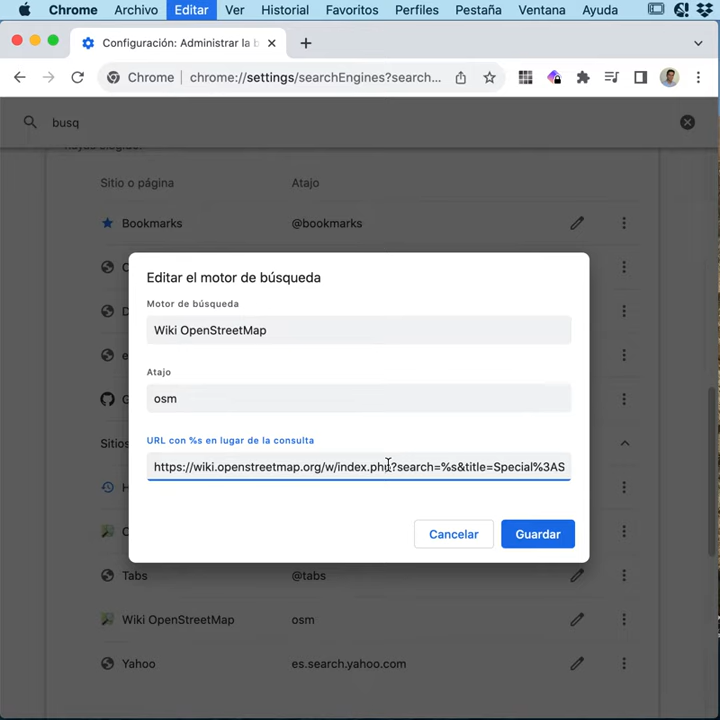 Chrome Archivo Editar Ver Historial Favoritos Perfiles Pestaña Ventana Ayuda
Configuración: Administrar la b
Chrome | chrome://settings/searchEngines?search...
busq
Sitio o página Atajo
Bookmarks @bookmarks
Editar el motor de búsqueda
Motor de búsqueda
Wiki OpenStreetMap
Atajo
osm
URL con %s en lugar de la consulta
https://wiki.openstreetmap.org/w/index.php?search=%s&title=Special%3AS
Sitios
Cancelar Guardar
Tabs @tabs
Wiki OpenStreetMap osm
Yahoo es.search.yahoo.com